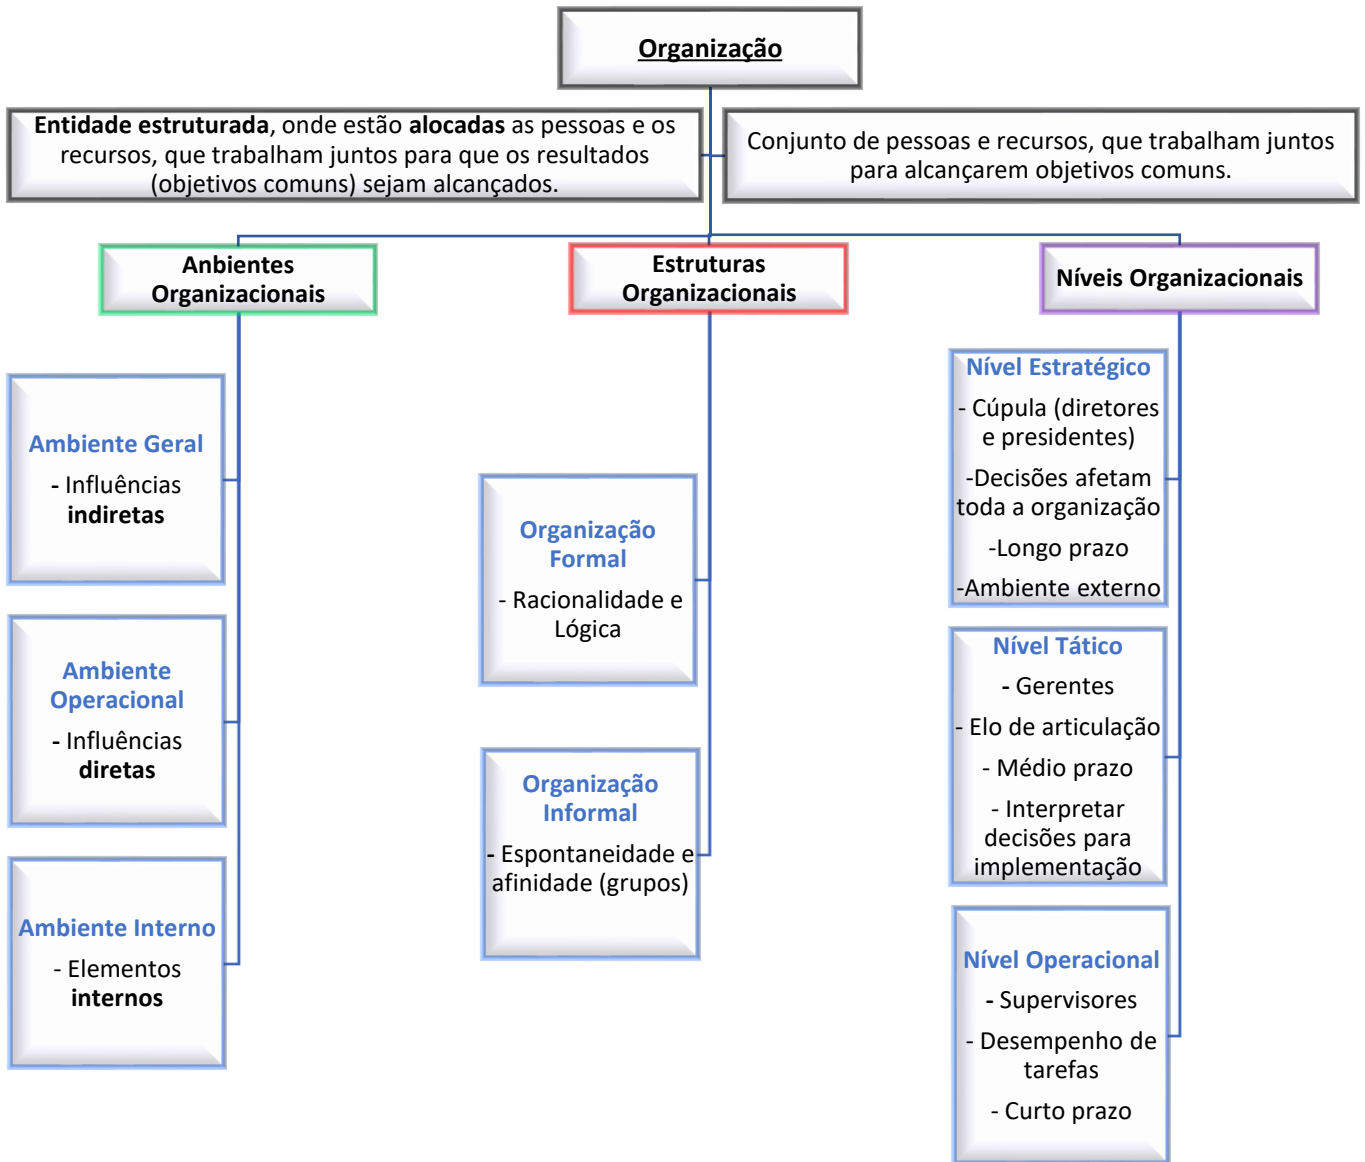 Organização
Entidade estruturada, onde estão alocadas as pessoas e os
recursos, que trabalham juntos para que os resultados
(objetivos comuns) sejam alcançados.
Conjunto de pessoas e recursos, que trabalham juntos
para alcançarem objetivos comuns.
Anbientes
Organizacionais
Ambiente Geral
- Influências
indiretas
Ambiente
Operacional
- Influências
diretas
Ambiente Interno
- Elementos
internos
Estruturas
Organizacionais
Organização
Formal
- Racionalidade e
Lógica
Organização
Informal
- Espontaneidade e
afinidade (grupos)
Níveis Organizacionais
Nível Estratégico
- Cúpula (diretores
e presidentes)
-Decisões afetam
toda a organização
-Longo prazo
-Ambiente externo
Nível Tático
- Gerentes
- Elo de articulação
- Médio prazo
- Interpretar
decisões para
implementação
Nível Operacional
- Supervisores
- Desempenho de
tarefas
- Curto prazo